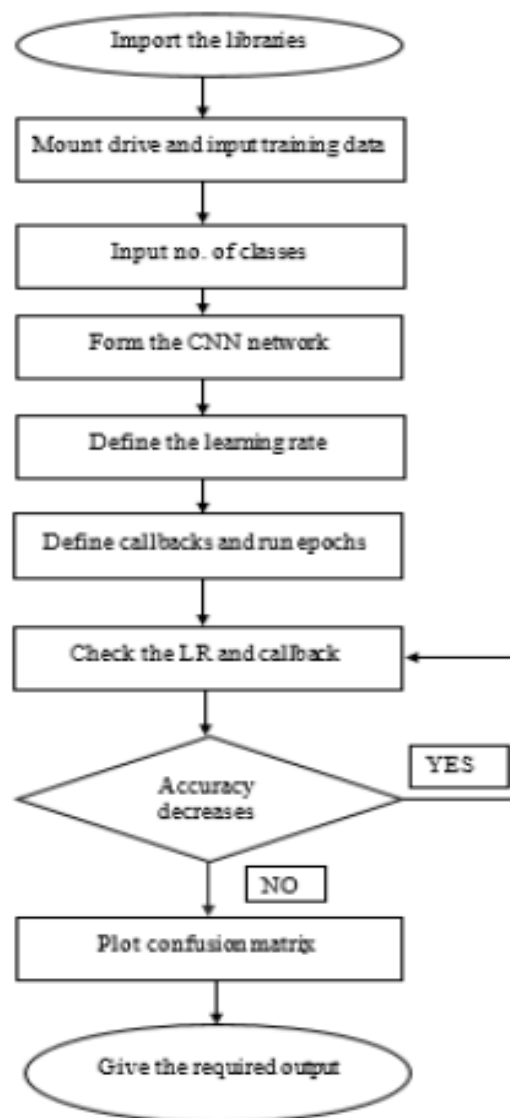 Import the libraries
Mount drive and input training data
Input no. of classes
Form the CNN network
Define the learning rate
Define callbacks and run epochs
Check the LR and callback
Accuracy
decreases
YES
NO
Plot confusion matrix
Give the required output